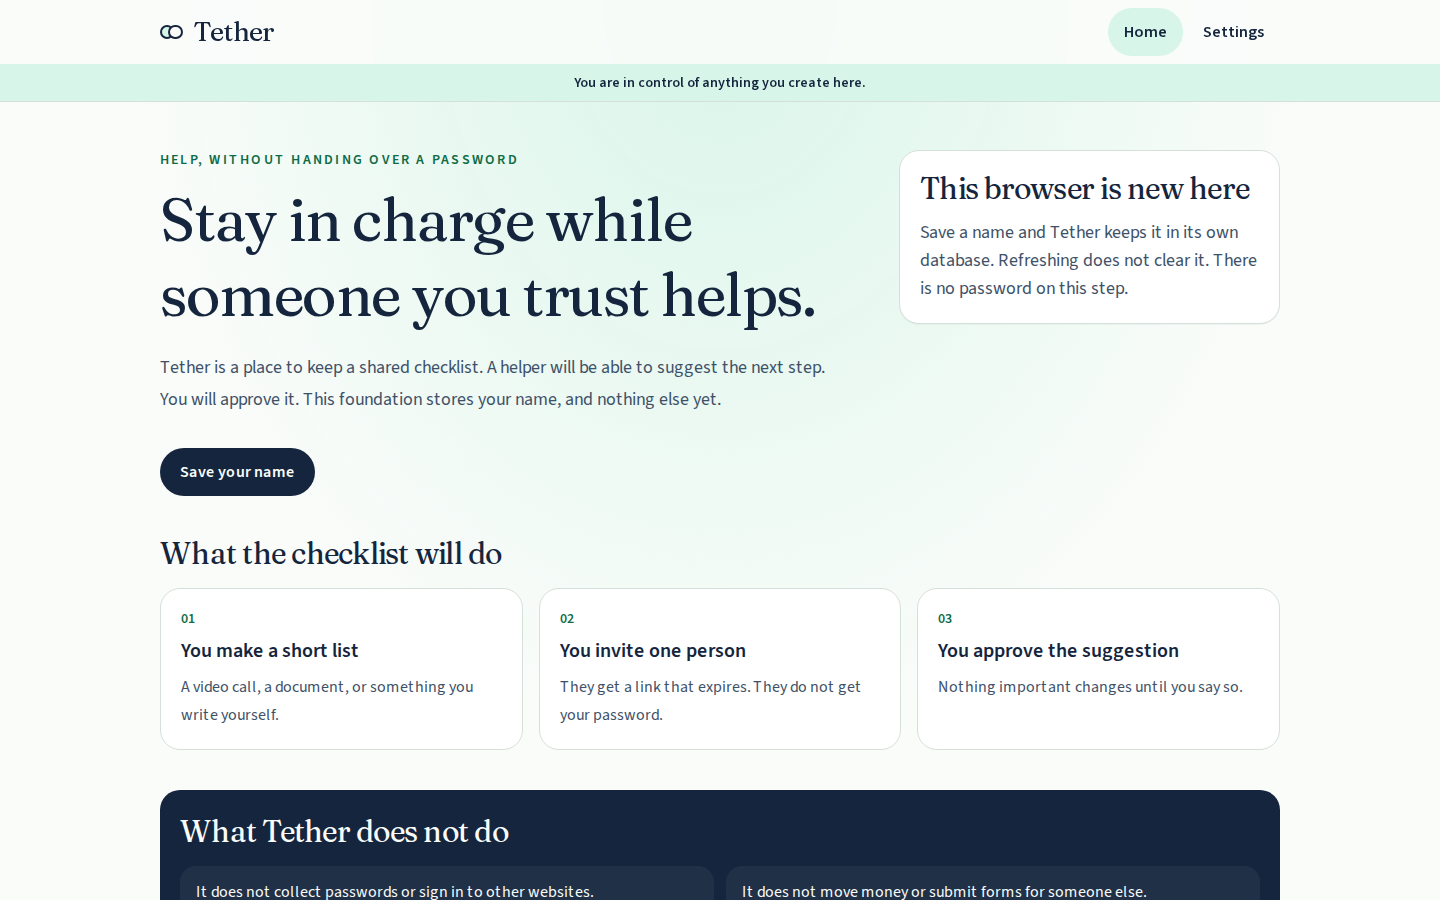 Tether
Home
Settings
You are in control of anything you create here.
HELP, WITHOUT HANDING OVER A PASSWORD
Stay in charge while
someone you trust helps.
Tether is a place to keep a shared checklist. A helper will be able to suggest the next step.
You will approve it. This foundation stores your name, and nothing else yet.
Save your name
This browser is new here
Save a name and Tether keeps it in its own
database. Refreshing does not clear it. There
is no password on this step.
What the checklist will do
01
You make a short list
A video call, a document, or something you
write yourself.
02
You invite one person
They get a link that expires. They do not get
your password.
03
You approve the suggestion
Nothing important changes until you say so.
What Tether does not do
It does not collect passwords or sign in to other websites.
It does not move money or submit forms for someone else.